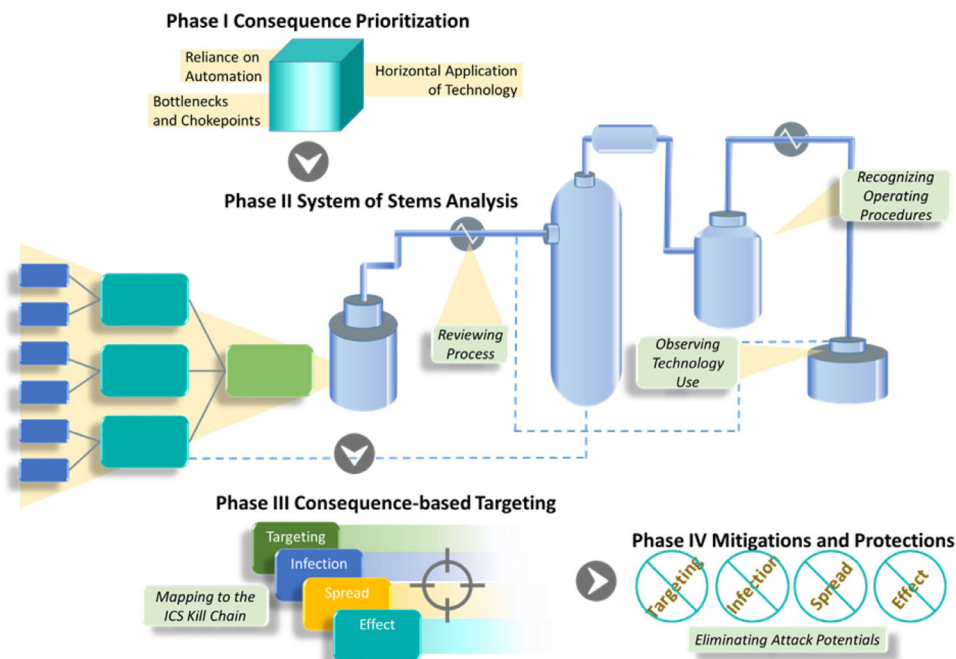 Phase I Consequence Prioritization
Reliance on
Automation
Horizontal Application
of Technology
Bottlenecks
and Chokepoints
Phase II System of Stems Analysis
Recognizing
Operating
Procedures
Reviewing
Process
Observing
Technology
Use
Phase III Consequence-based Targeting
Targeting
Infection
Spread
Effect
Mapping to the
ICS Kill Chain
Phase IV Mitigations and Protections
Targeting
Infection
Spread
Effect
Eliminating Attack Potentials